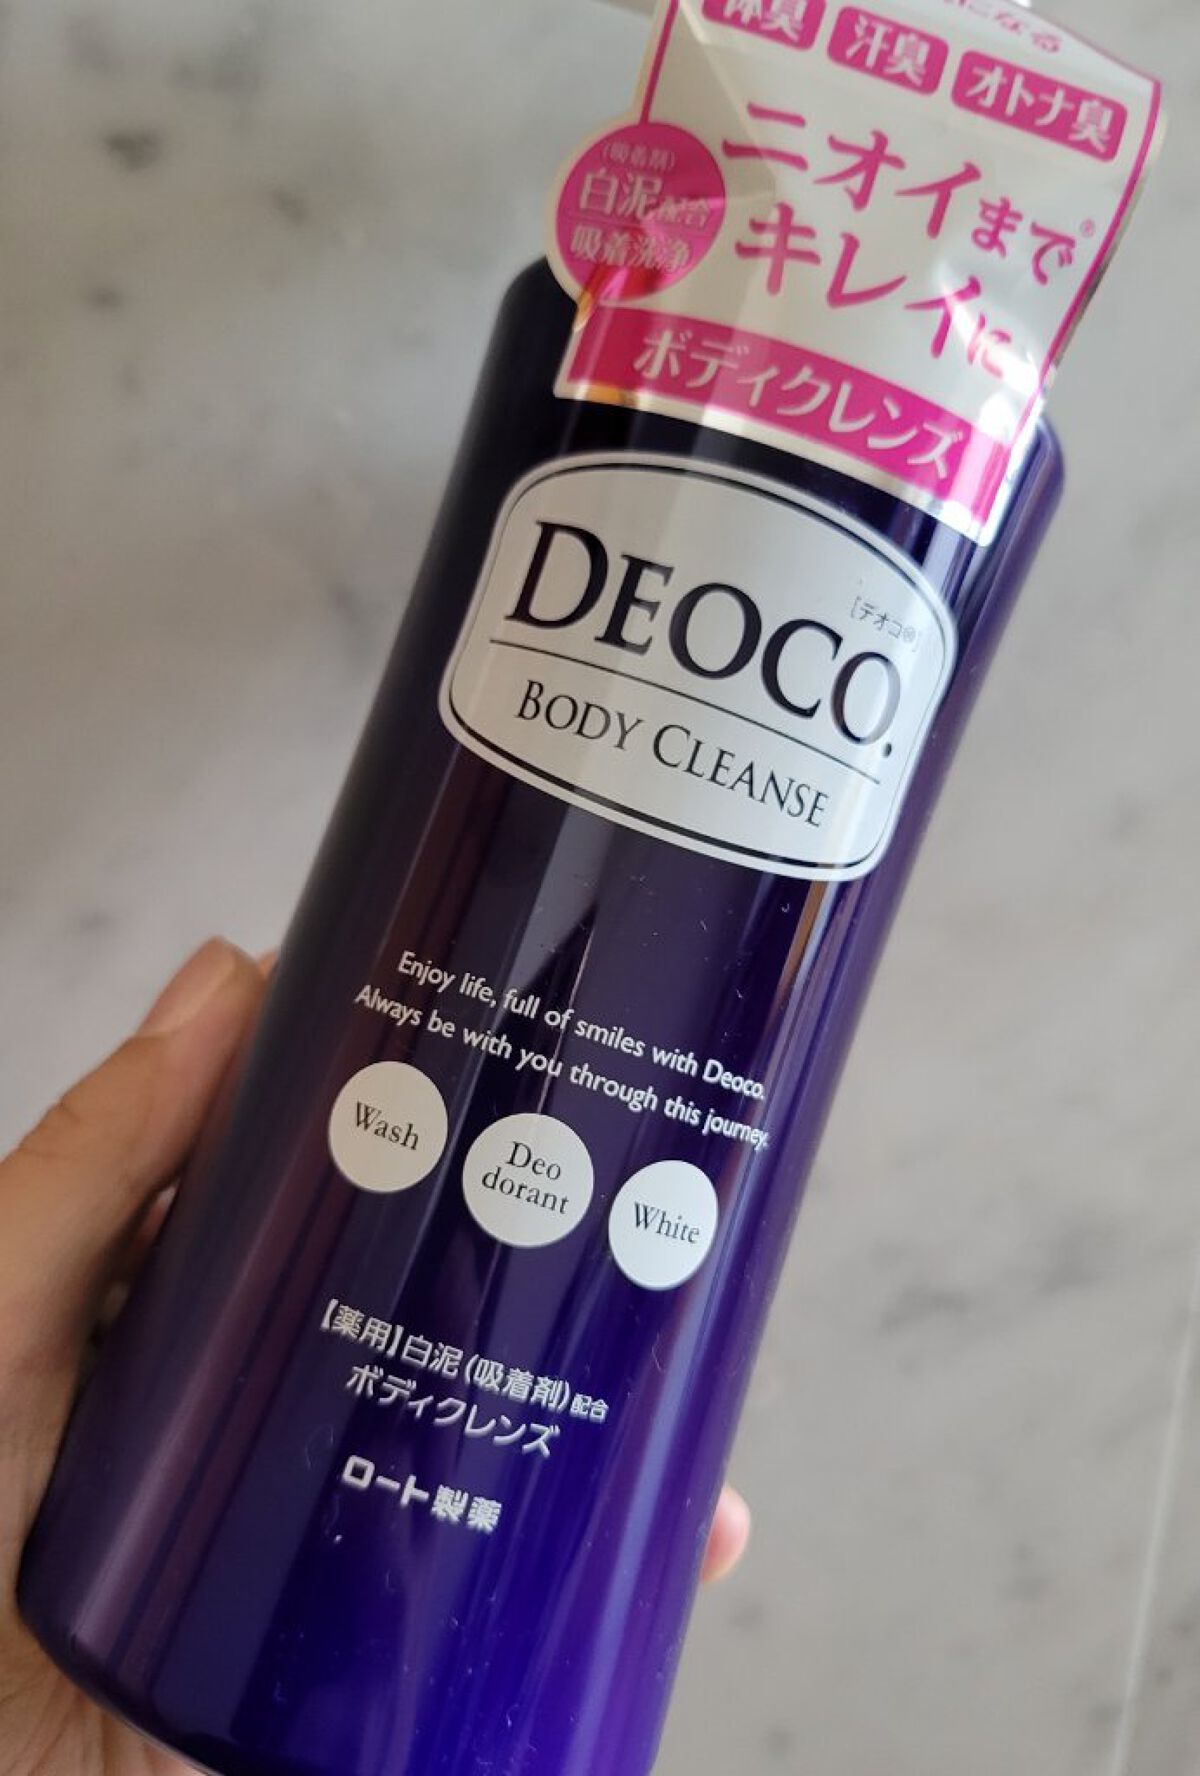 体臭 汗臭 オトナ臭
ニオイまで®
キレイに
(吸着剤)
白泥配合
吸着洗浄
ボディクレンズ
[デオコ®]
DEOCO.
BODY CLEANSE
Enjoy life, full of smiles with Deoco.
Always be with you through this journey.
Wash
Deo
dorant
White
【薬用】白泥(吸着剤)配合
ボディクレンズ
ロート製薬